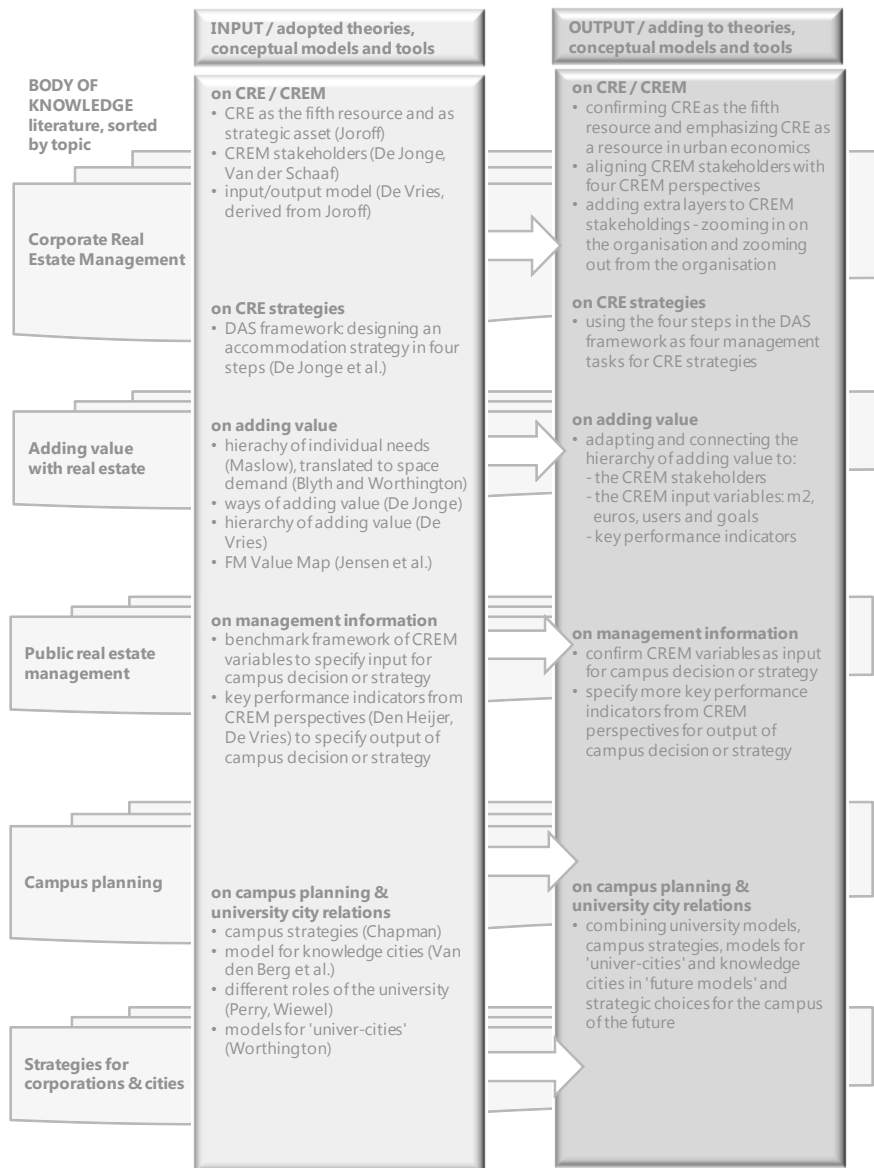 INPUT / adopted theories,
conceptual models and tools
OUTPUT / adding to theories,
conceptual models and tools
BODY OF
KNOWLEDGE
literature, sorted
by topic
Corporate Real
Estate Management
Adding value
with real estate
Public real estate
management
Campus planning
Strategies for
corporations & cities
on CRE / CREM
• CRE as the fifth resource and as
strategic asset (Joroff)
• CREM stakeholders (De Jonge,
Van der Schaaf)
• input/output model (De Vries,
derived from Joroff)
on CRE strategies
• DAS framework: designing an
accommodation strategy in four
steps (De Jonge et al.)
on adding value
• hierachy of individual needs
(Maslow), translated to space
demand (Blyth and Worthington)
• ways of adding value (De Jonge)
• hierarchy of adding value (De
Vries)
• FM Value Map (Jensen et al.)
on management information
• benchmark framework of CREM
variables to specify input for
campus decision or strategy
• key performance indicators from
CREM perspectives (Den Heijer,
De Vries) to specify output of
campus decision or strategy
on campus planning &
university city relations
• campus strategies (Chapman)
• model for knowledge cities (Van
den Berg et al.)
• different roles of the university
(Perry, Wiewel)
• models for 'univer-cities'
(Worthington)
on CRE / CREM
• confirming CRE as the fifth
resource and emphasizing CRE as
a resource in urban economics
• aligning CREM stakeholders with
four CREM perspectives
• adding extra layers to CREM
stakeholdings - zooming in on
the organisation and zooming
out from the organisation
on CRE strategies
• using the four steps in the DAS
framework as four management
tasks for CRE strategies
on adding value
• adapting and connecting the
hierarchy of adding value to:
- the CREM stakeholders
- the CREM input variables: m2,
euros, users and goals
- key performance indicators
on management information
• confirm CREM variables as input
for campus decision or strategy
• specify more key performance
indicators from CREM
perspectives for output of
campus decision or strategy
on campus planning &
university city relations
• combining university models,
campus strategies, models for
'univer-cities' and knowledge
cities in 'future models' and
strategic choices for the campus
of the future